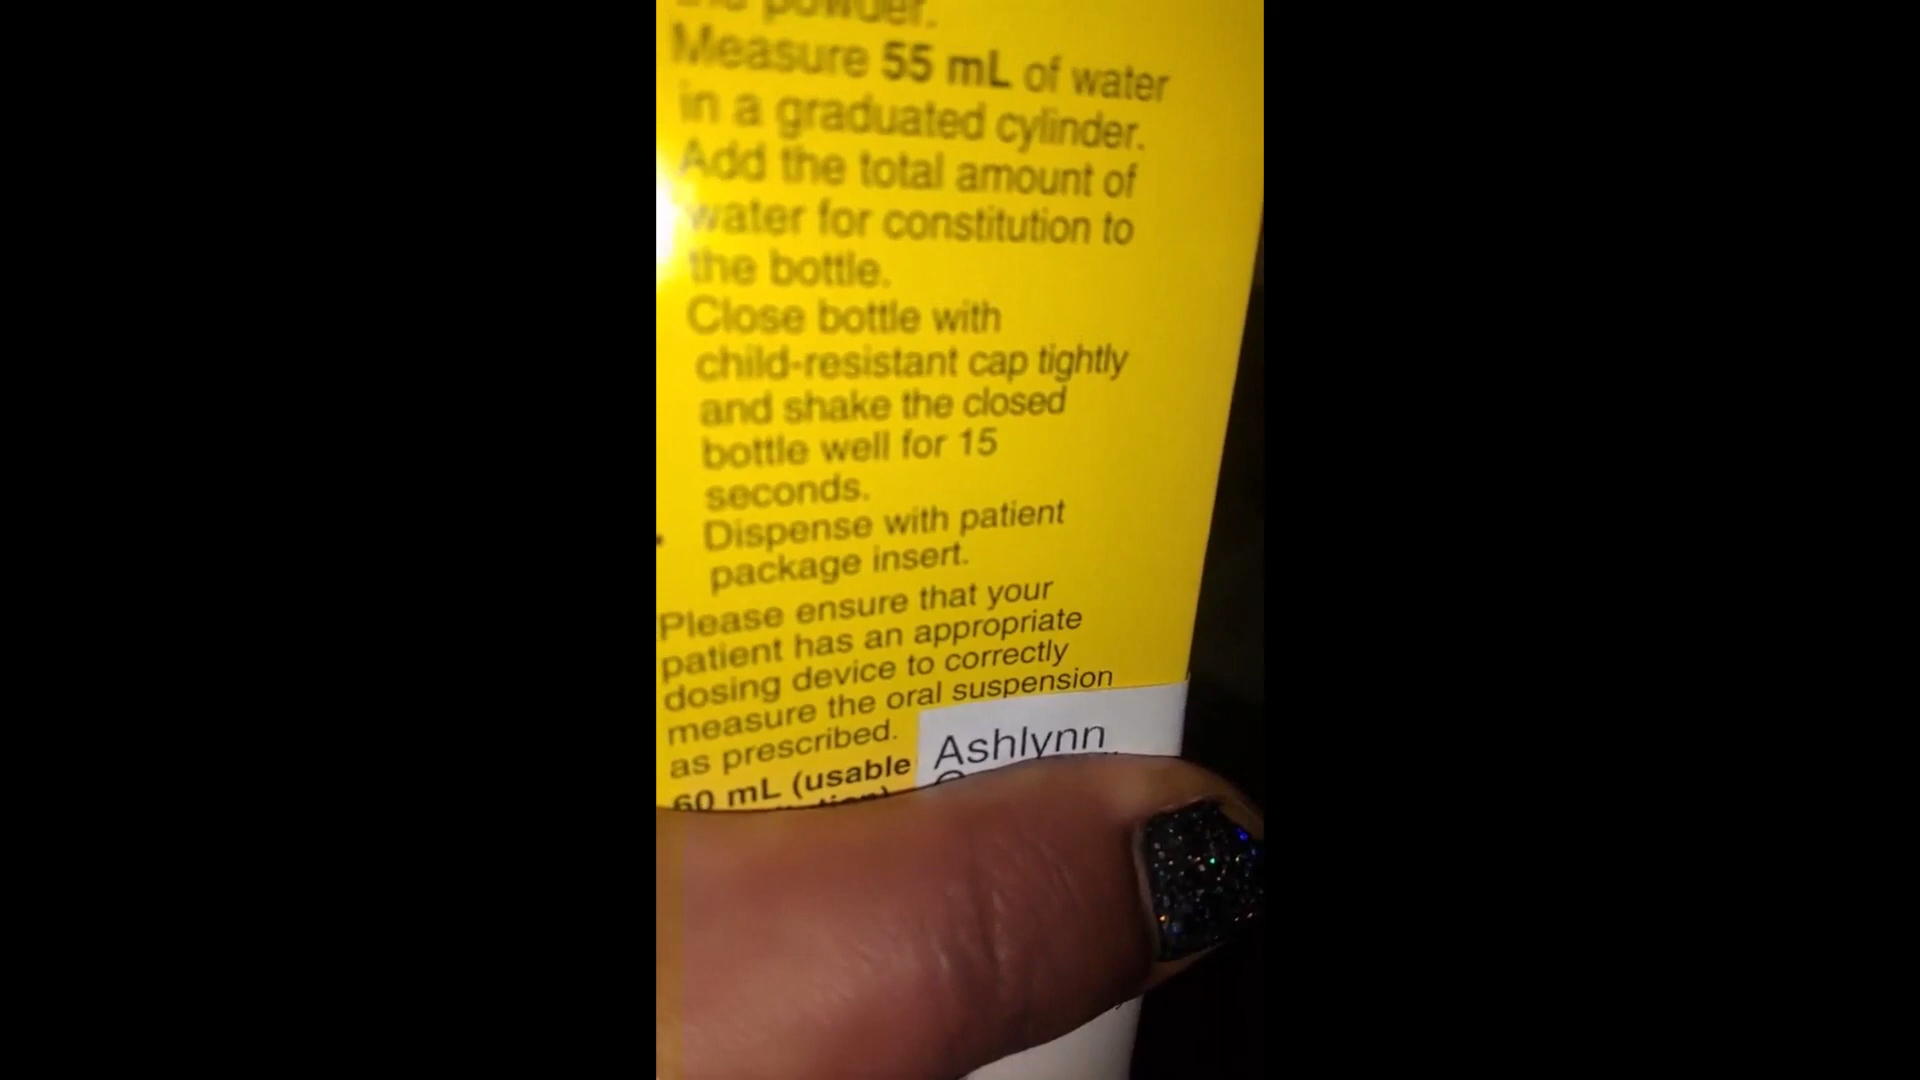 the powder.
Measure 55 mL of water
in a graduated cylinder.
Add the total amount of
water for constitution to
the bottle.
Close bottle with
child-resistant cap tightly
and shake the closed
bottle well for 15
seconds.
• Dispense with patient
package insert.
Please ensure that your
patient has an appropriate
dosing device to correctly
measure the oral suspension
as prescribed.
60 mL (usable
Ashlynn